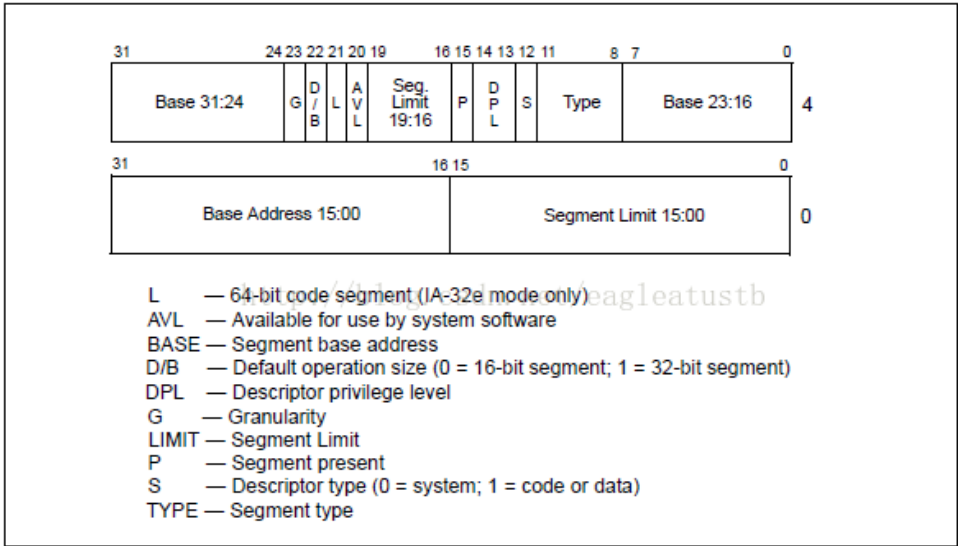 31 24 23 22 21 20 19 16 15 14 13 12 11 8 7 0
Base 31:24 G D/B L AVL Seg. Limit 19:16 P DPL S Type Base 23:16 4
31 16 15 0
Base Address 15:00 Segment Limit 15:00 0
L — 64-bit code segment (IA-32e mode only)
AVL — Available for use by system software
BASE — Segment base address
D/B — Default operation size (0 = 16-bit segment; 1 = 32-bit segment)
DPL — Descriptor privilege level
G — Granularity
LIMIT — Segment Limit
P — Segment present
S — Descriptor type (0 = system; 1 = code or data)
TYPE — Segment type